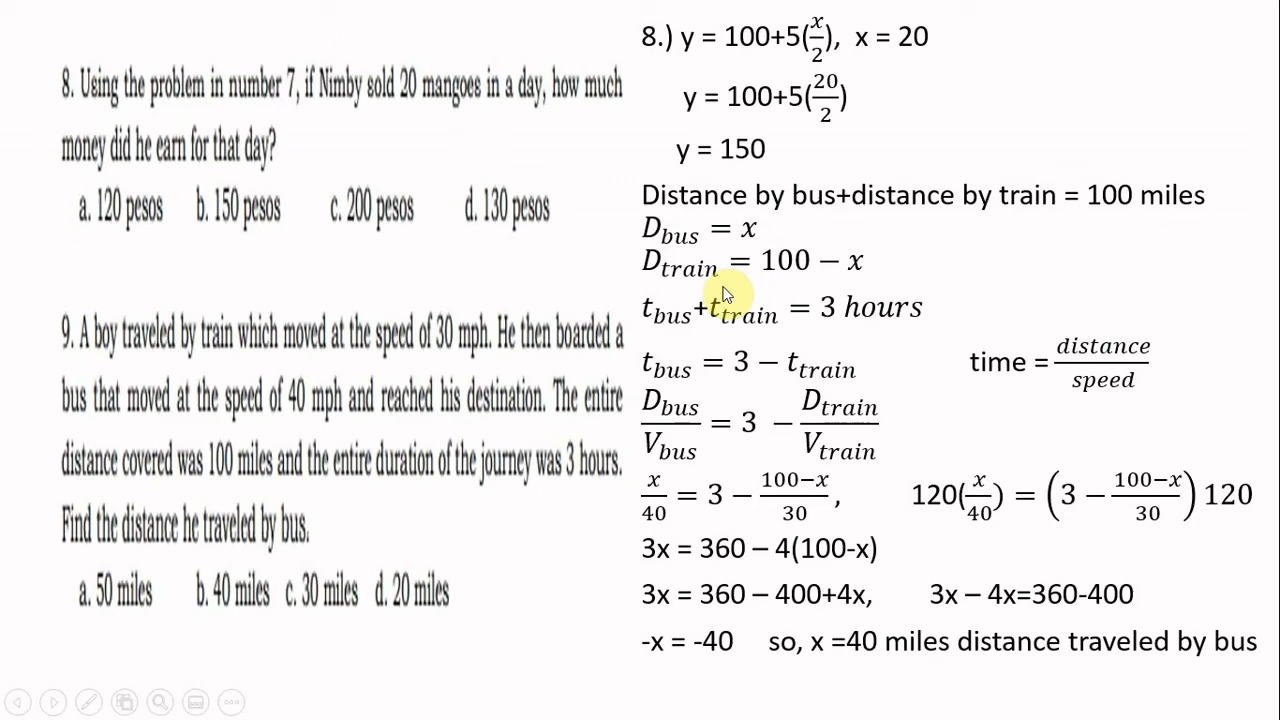 8. Using the problem in number 7, if Nimby sold 20 mangoes in a day, how much
money did he earn for that day?
a. 120 pesos b. 150 pesos c. 200 pesos d. 130 pesos
9. A boy traveled by train which moved at the speed of 30 mph. He then boarded a
bus that moved at the speed of 40 mph and reached his destination. The entire
distance covered was 100 miles and the entire duration of the journey was 3 hours.
Find the distance he traveled by bus.
a. 50 miles b. 40 miles c. 30 miles d. 20 miles
8.) y = 100+5(x/2), x = 20
y = 100+5(20/2)
y = 150
Distance by bus+distance by train = 100 miles
D_bus = x
D_train = 100 − x
t_bus+t_train = 3 hours
t_bus = 3 − t_train time = distance/speed
D_bus/V_bus = 3 − D_train/V_train
x/40 = 3 − (100−x)/30 , 120(x/40) = (3 − (100−x)/30) 120
3x = 360 – 4(100-x)
3x = 360 – 400+4x, 3x – 4x=360-400
-x = -40 so, x =40 miles distance traveled by bus